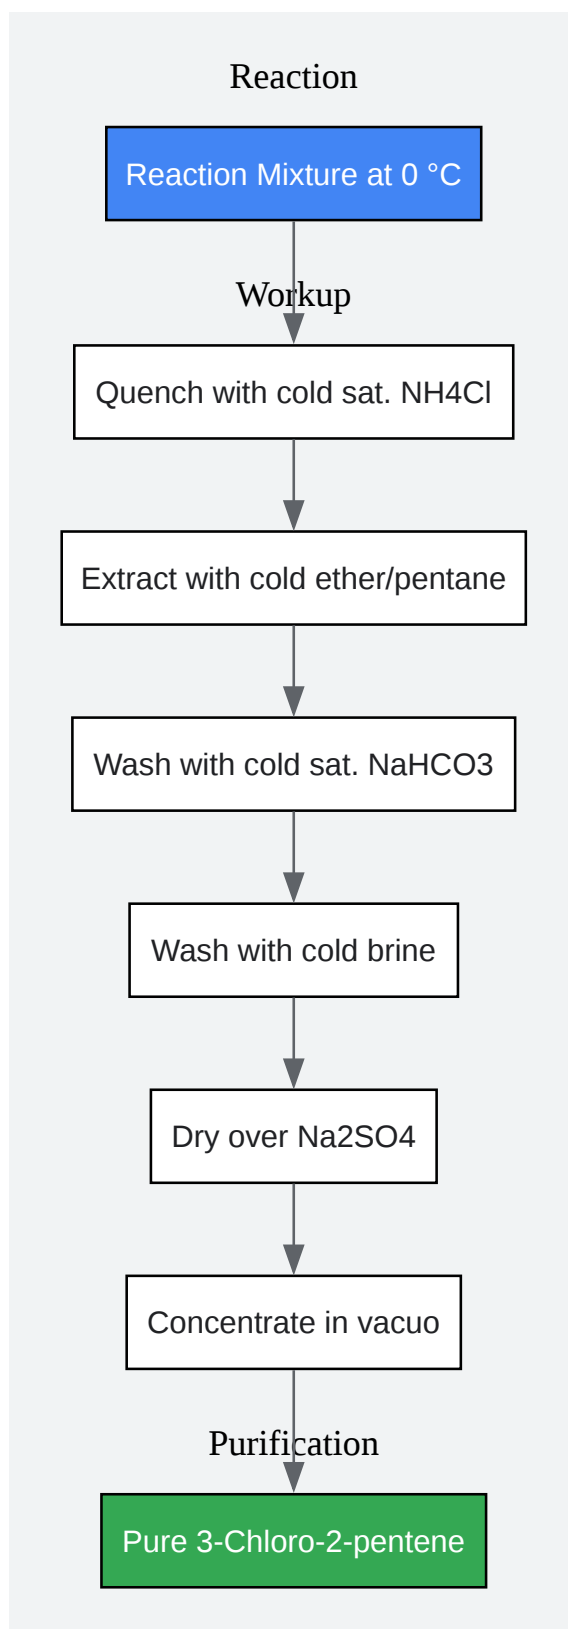 Reaction
Reaction Mixture at 0 °C
Workup
Quench with cold sat. NH4Cl
Extract with cold ether/pentane
Wash with cold sat. NaHCO3
Wash with cold brine
Dry over Na2SO4
Concentrate in vacuo
Purification
Pure 3-Chloro-2-pentene